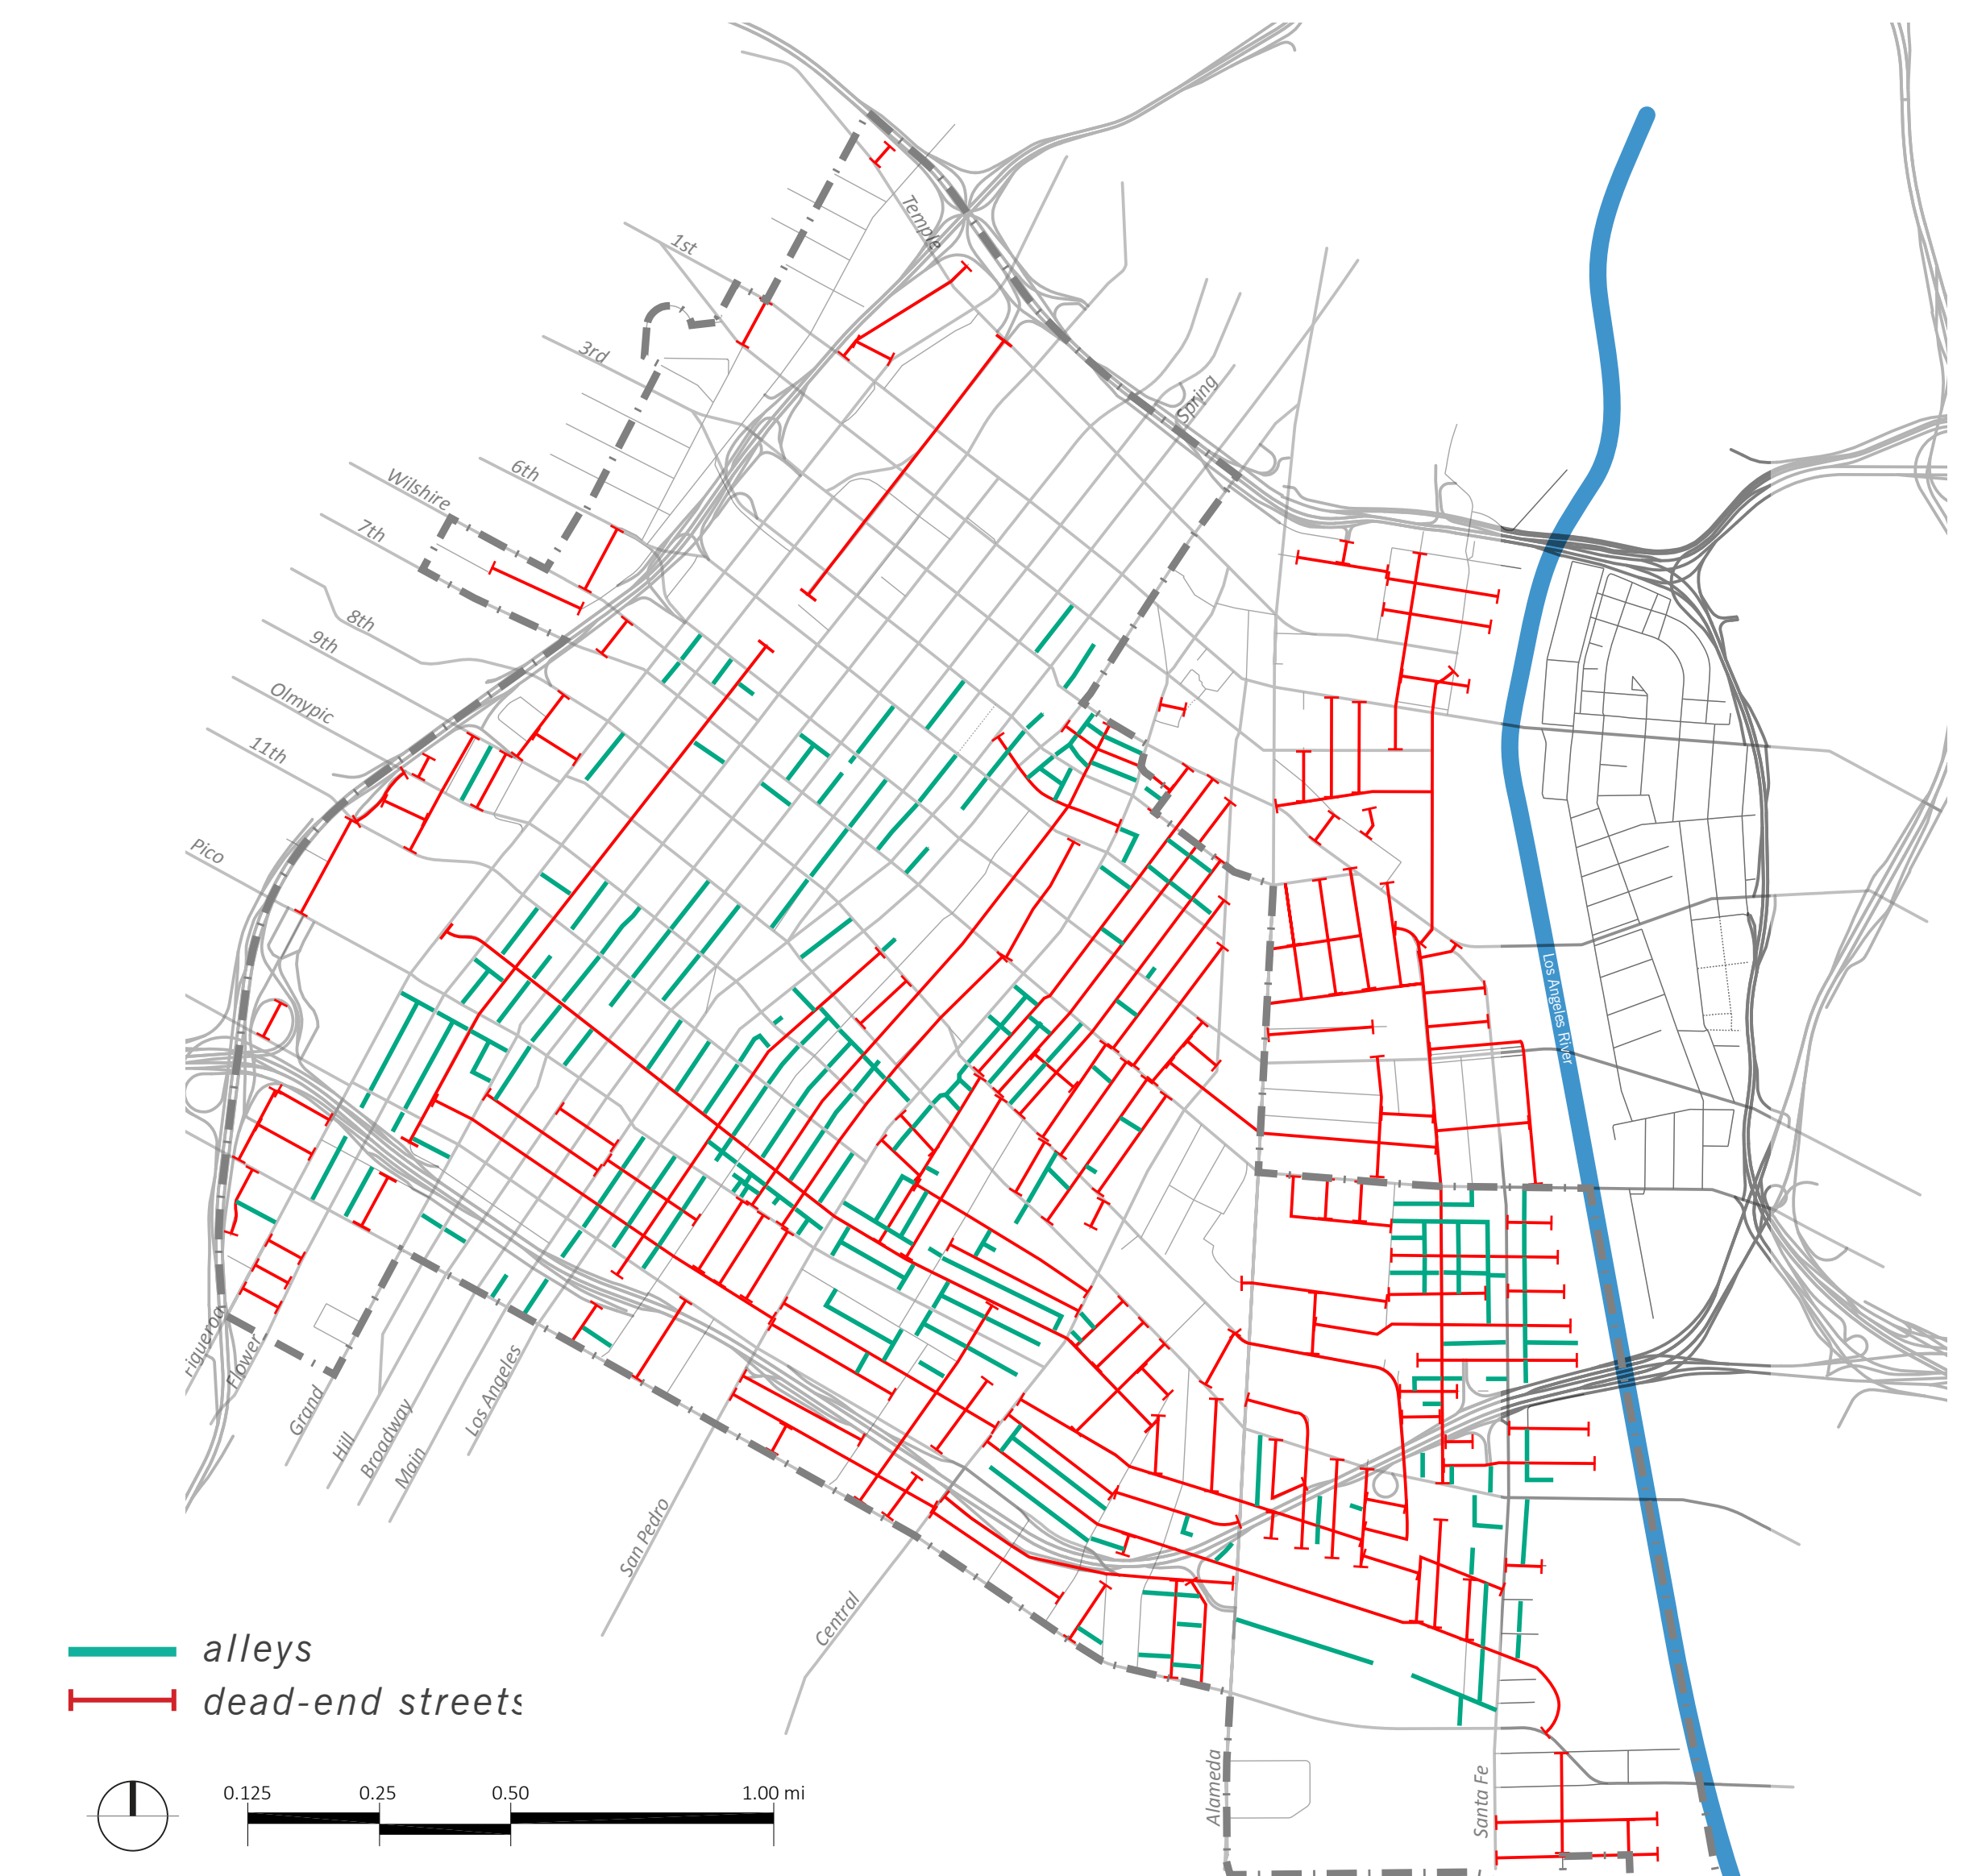 Temple
1st
3rd
Spring
6th
Wilshire
7th
8th
9th
Olmypic
11th
Pico
Los Angeles River
Flower
Grand
Hill
Broadway
Main
Los Angeles
San Pedro
Central
Alameda
Santa Fe
alleys
dead-end streets
0.125 0.25 0.50 1.00 mi